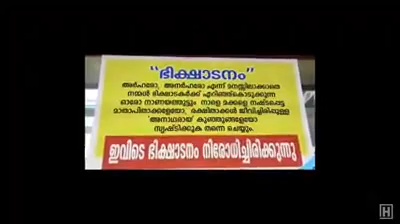 “ഭിക്ഷാടനം”
അർഹരോ, അനർഹരോ എന്ന് മനസ്സിലാക്കാതെ
നമ്മൾ ഭിക്ഷാടകർക്ക് എറിഞ്ഞ്കൊടുക്കുന്ന
ഓരോ നാണയത്തുട്ടും നാളെ മക്കളെ നഷ്ടപ്പെട്ട
മാതാപിതാക്കളേയോ, രക്ഷിതാക്കൾ ജീവിച്ചിരിപ്പുള്ള
‘അനാഥരായ’ കുഞ്ഞുങ്ങളേയോ
സൃഷ്ടിക്കുക തന്നെ ചെയ്യും.
ഇവിടെ ഭിക്ഷാടനം നിരോധിച്ചിരിക്കുന്നു
H